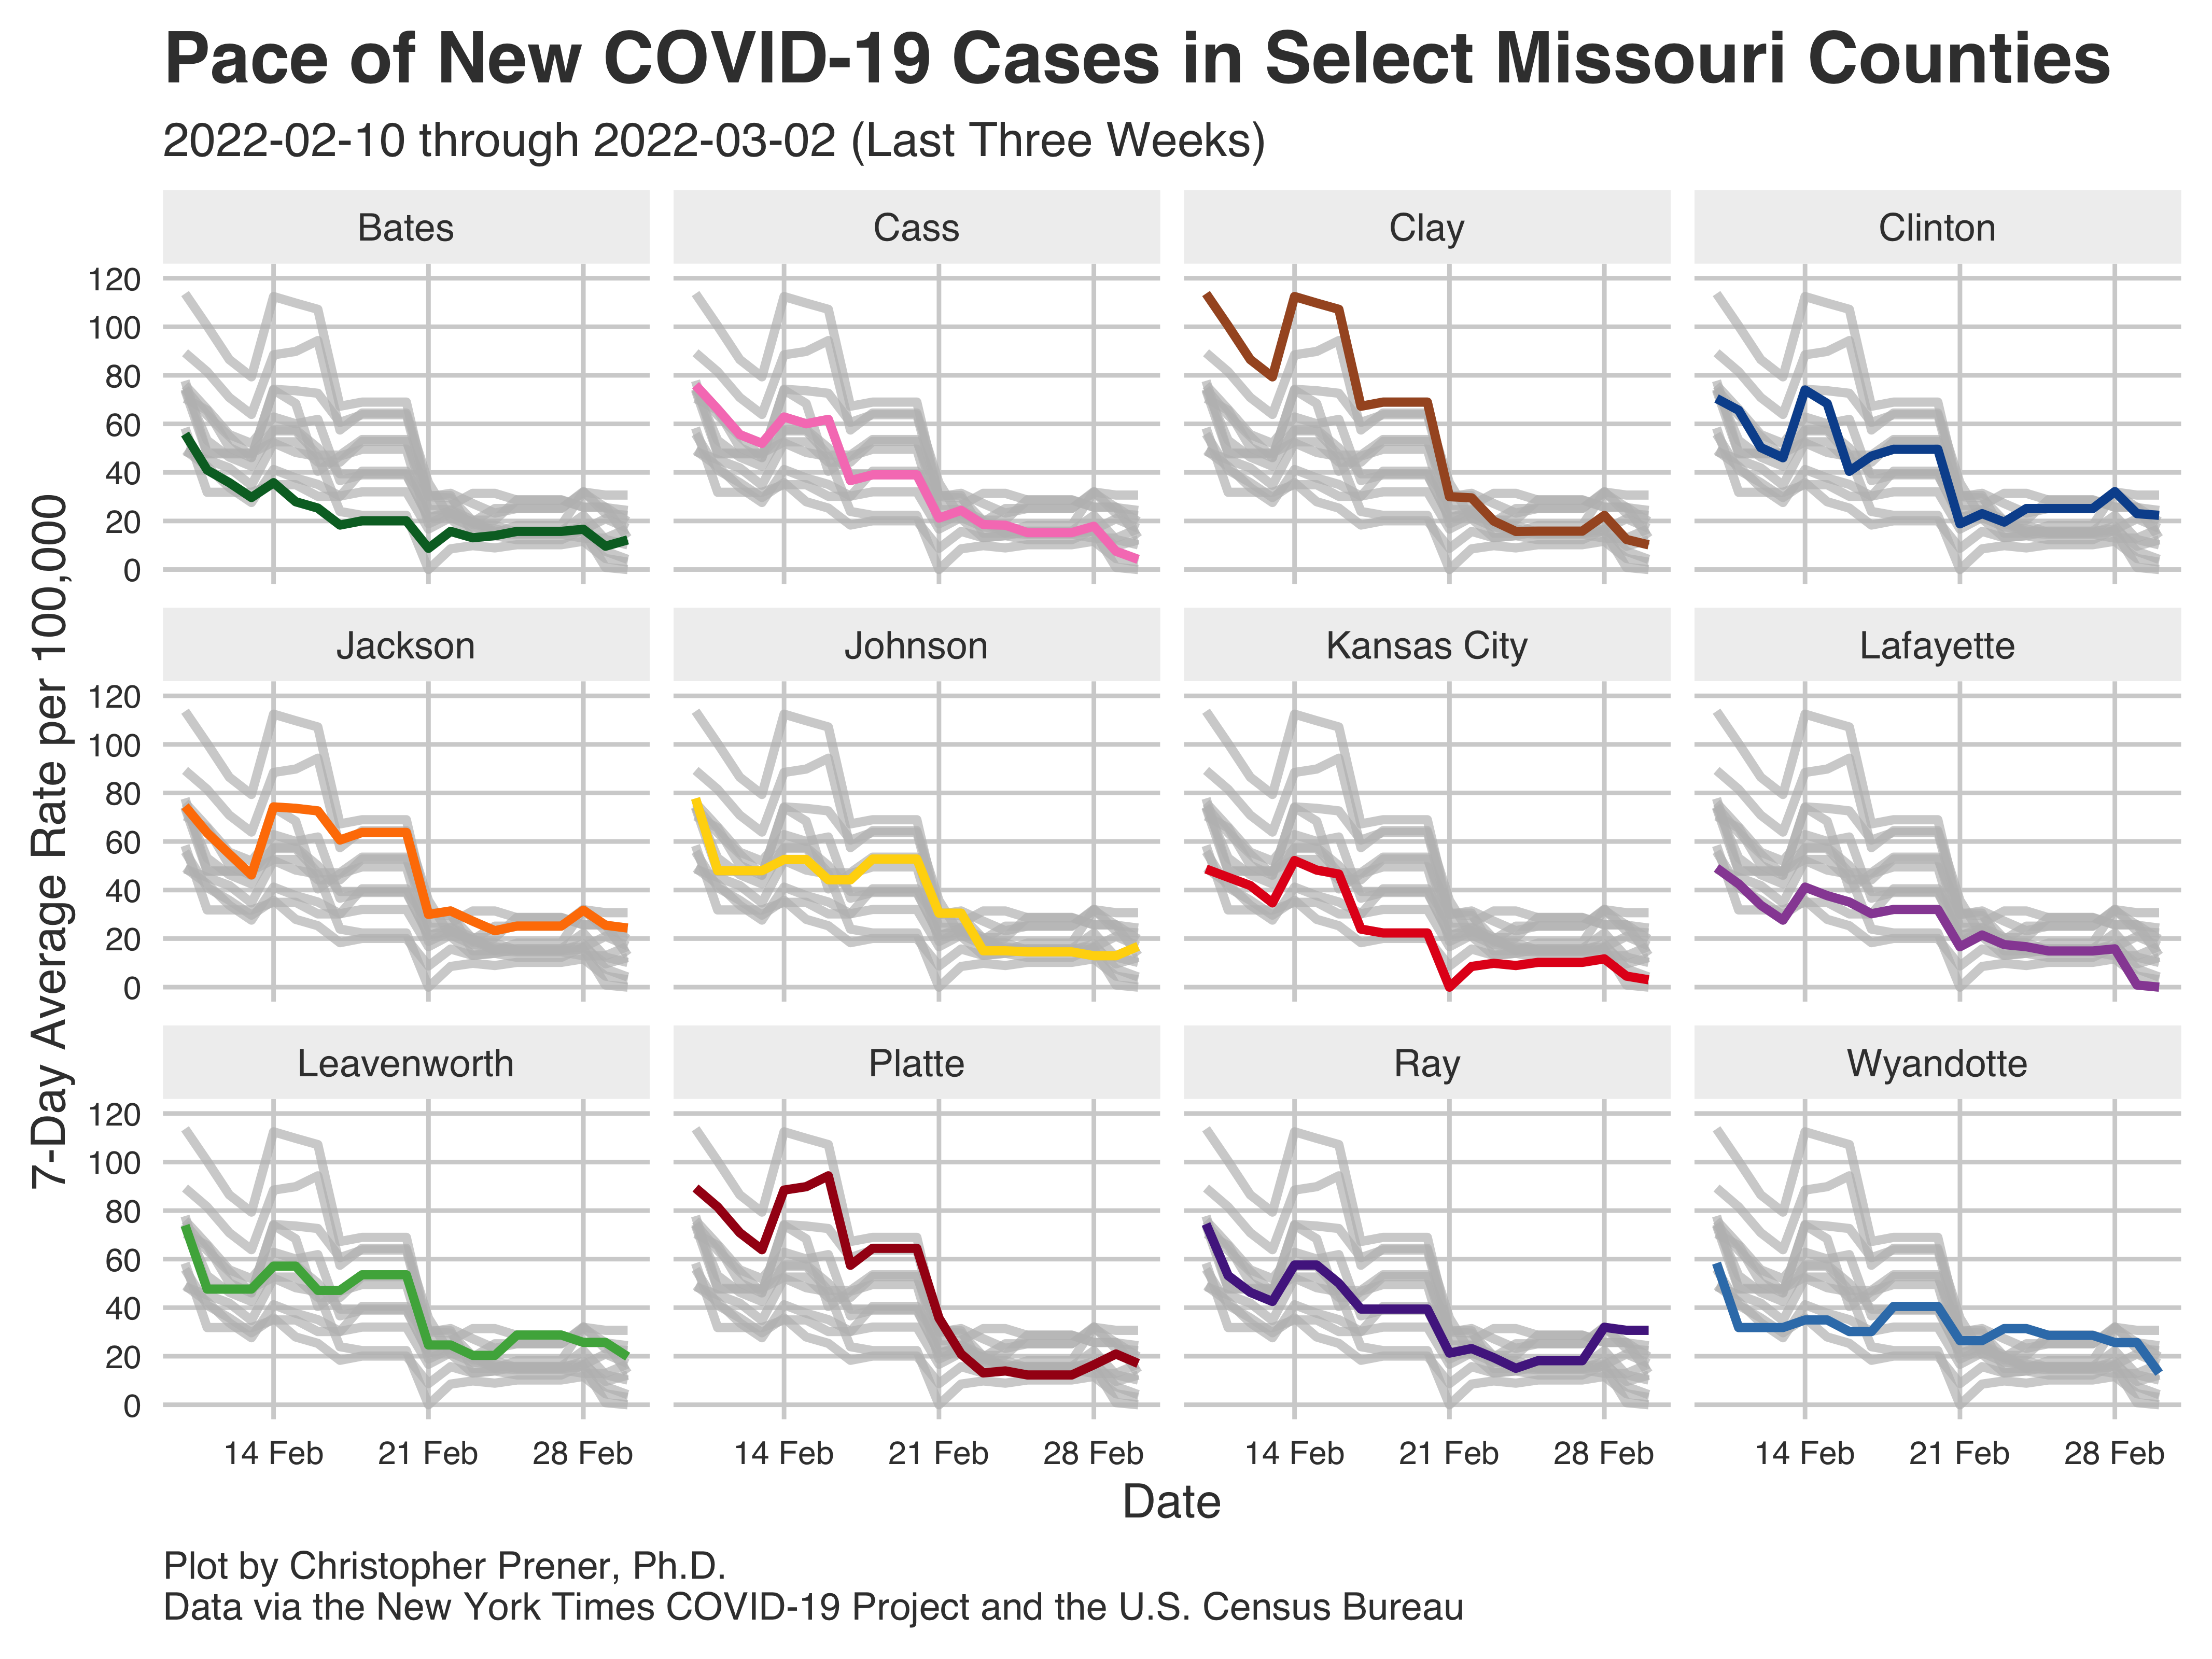 Pace of New COVID-19 Cases in Select Missouri Counties
2022-02-10 through 2022-03-02 (Last Three Weeks)
7-Day Average Rate per 100,000
Bates
Cass
Clay
Clinton
120
100
80
60
40
20
0
Jackson
Johnson
Kansas City
Lafayette
120
100
80
60
40
20
0
Leavenworth
Platte
Ray
Wyandotte
120
100
80
60
40
20
0
14 Feb 21 Feb 28 Feb
14 Feb 21 Feb 28 Feb
14 Feb 21 Feb 28 Feb
14 Feb 21 Feb 28 Feb
Date
Plot by Christopher Prener, Ph.D.
Data via the New York Times COVID-19 Project and the U.S. Census Bureau